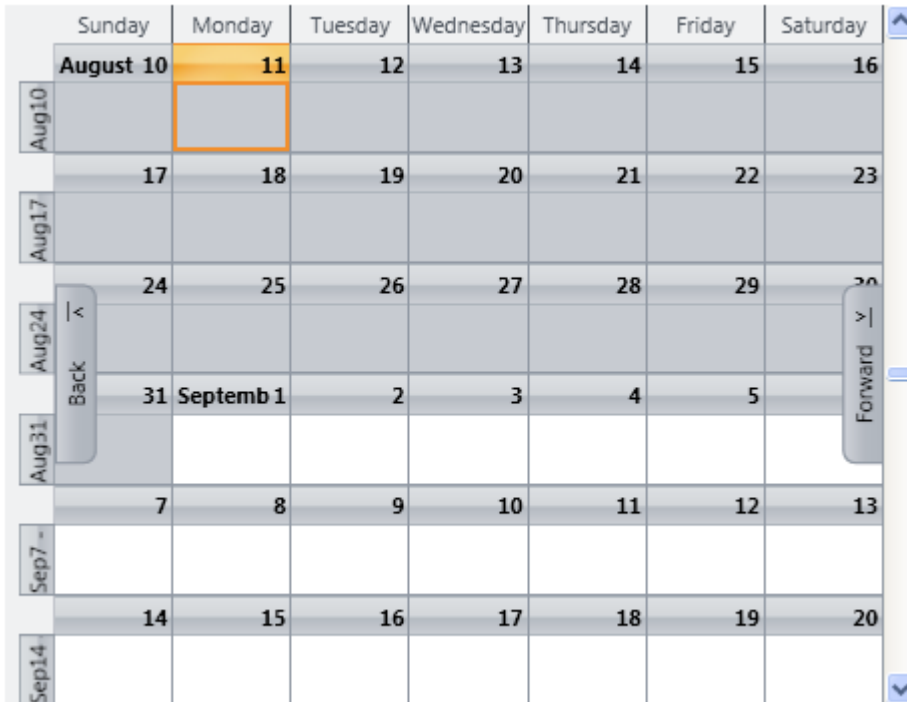 Sunday Monday Tuesday Wednesday Thursday Friday Saturday
August 10 11 12 13 14 15 16
Aug10
17 18 19 20 21 22 23
Aug17
24 25 26 27 28 29 30
Aug24
Back
Forward
31 Septemb 1 2 3 4 5
Aug31
7 8 9 10 11 12 13
Sep7 -
14 15 16 17 18 19 20
Sep14